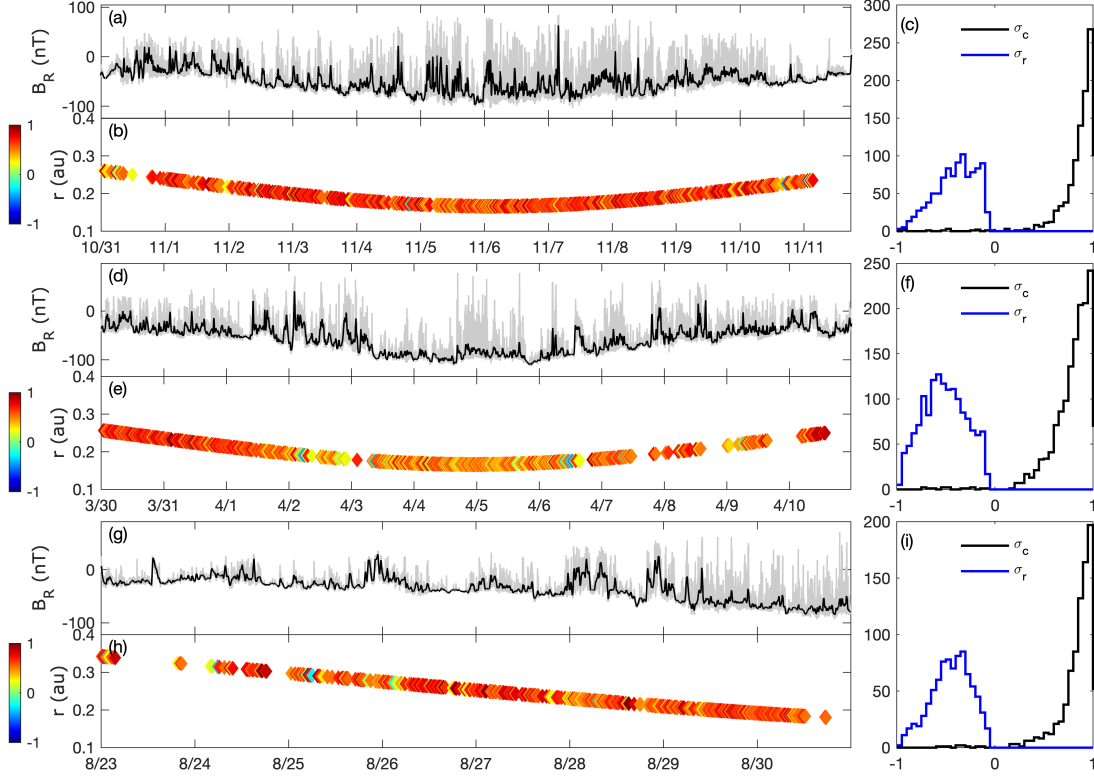 (a)
B_R (nT)
0
-100
(b)
1
0
-1
r (au)
0.4
0.3
0.2
0.1
10/31 11/1 11/2 11/3 11/4 11/5 11/6 11/7 11/8 11/9 11/10 11/11
(c)
σ_c
σ_r
300
250
200
150
100
50
0
-1 0 1
(d)
B_R (nT)
0
-100
(e)
1
0
-1
r (au)
0.4
0.3
0.2
0.1
3/30 3/31 4/1 4/2 4/3 4/4 4/5 4/6 4/7 4/8 4/9 4/10
(f)
σ_c
σ_r
250
200
150
100
50
0
-1 0 1
(g)
B_R (nT)
0
-100
(h)
1
0
-1
r (au)
0.4
0.3
0.2
0.1
8/23 8/24 8/25 8/26 8/27 8/28 8/29 8/30
(i)
σ_c
σ_r
200
150
100
50
0
-1 0 1